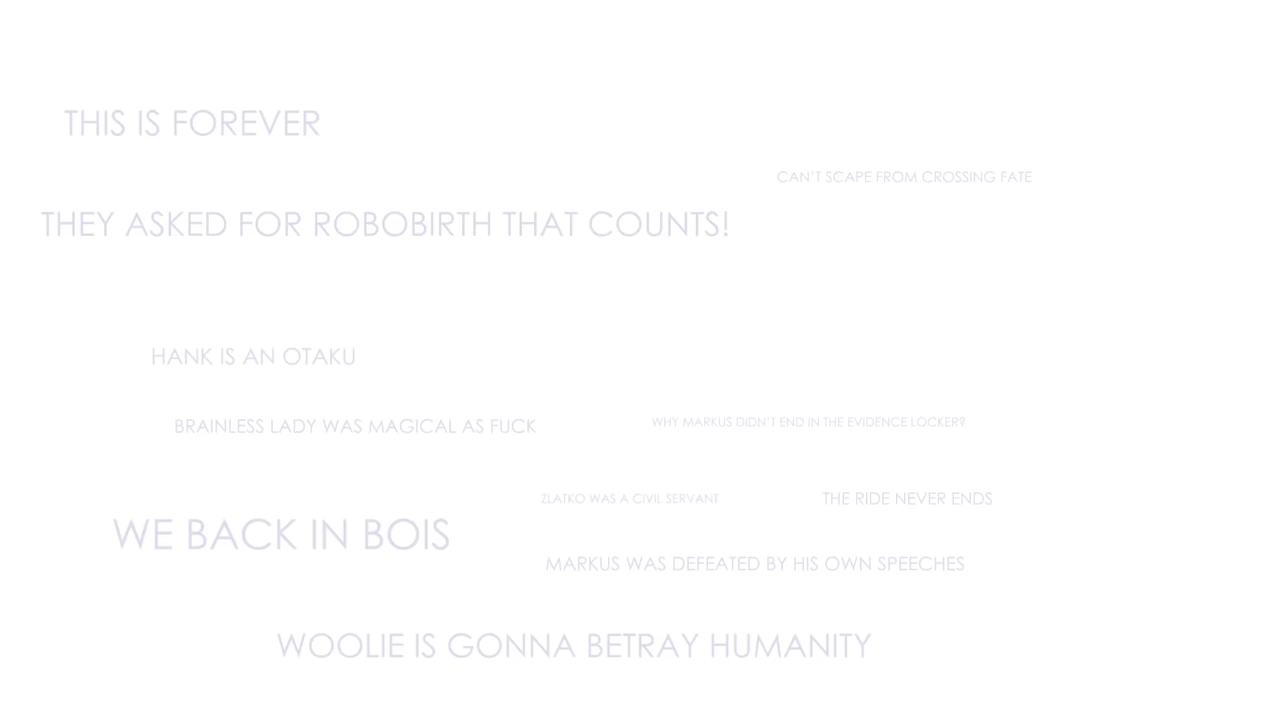 THIS IS FOREVER
CAN'T SCAPE FROM CROSSING FATE
THEY ASKED FOR ROBOBIRTH THAT COUNTS!
HANK IS AN OTAKU
BRAINLESS LADY WAS MAGICAL AS FUCK
WHY MARKUS DIDN'T END IN THE EVIDENCE LOCKER?
ZLATKO WAS A CIVIL SERVANT
THE RIDE NEVER ENDS
WE BACK IN BOIS
MARKUS WAS DEFEATED BY HIS OWN SPEECHES
WOOLIE IS GONNA BETRAY HUMANITY